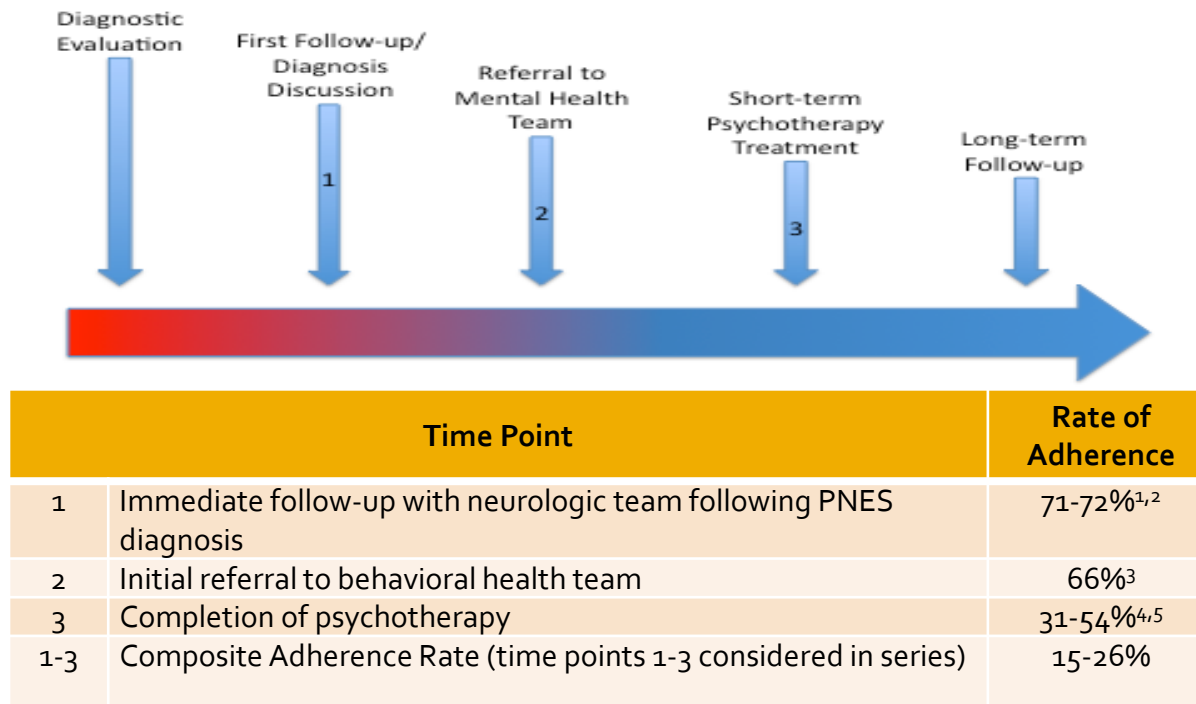 Diagnostic
Evaluation
First Follow-up/
Diagnosis
Discussion
Referral to
Mental Health
Team
Short-term
Psychotherapy
Treatment
Long-term
Follow-up
1
2
3
Time Point
Rate of
Adherence
1 Immediate follow-up with neurologic team following PNES
diagnosis
71-72%¹,²
2 Initial referral to behavioral health team 66%³
3 Completion of psychotherapy 31-54%⁴,⁵
1-3 Composite Adherence Rate (time points 1-3 considered in series) 15-26%